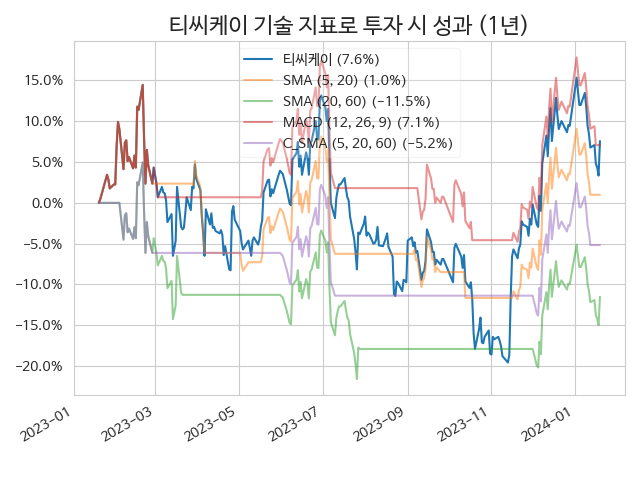 티씨케이 기술 지표로 투자 시 성과 (1년)
티씨케이 (7.6%)
SMA (5, 20) (1.0%)
SMA (20, 60) (−11.5%)
MACD (12, 26, 9) (7.1%)
C_SMA (5, 20, 60) (−5.2%)
15.0%
10.0%
5.0%
0.0%
−5.0%
−10.0%
−15.0%
−20.0%
2023−01
2023−03
2023−05
2023−07
2023−09
2023−11
2024−01